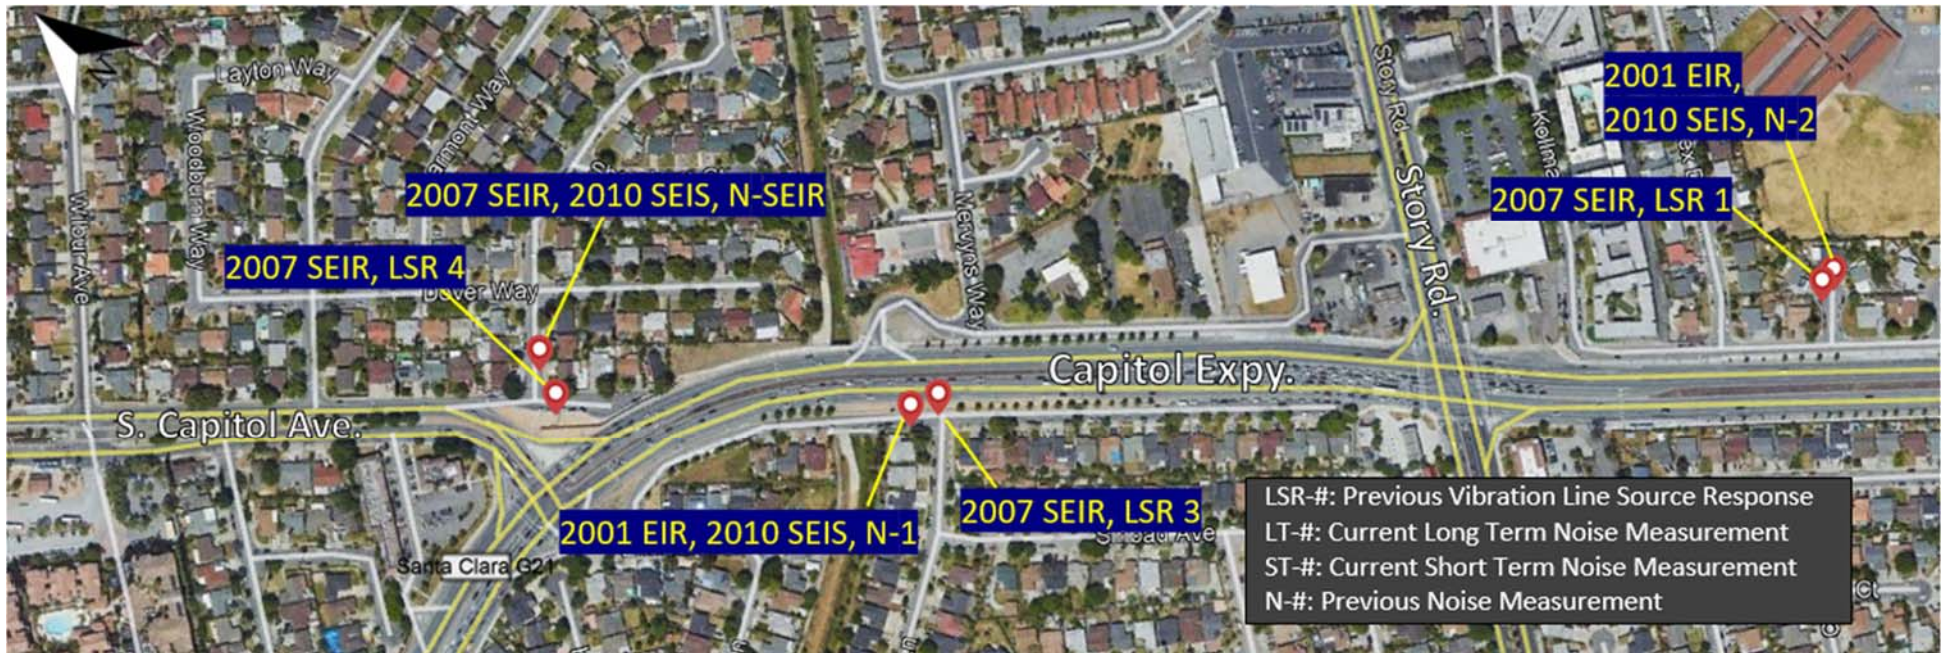 Layton Way
Story Rd
2001 EIR,
2010 SEIS, N-2
Woodburn Way
2007 SEIR, 2010 SEIS, N-SEIR
2007 SEIR, LSR 1
Wilbur Ave
Mervyns Way
Story Rd.
2007 SEIR, LSR 4
Dover Way
Capitol Expy.
S. Capitol Ave.
2001 EIR, 2010 SEIS, N-1
2007 SEIR, LSR 3
Santa Clara G21
LSR-#: Previous Vibration Line Source Response
LT-#: Current Long Term Noise Measurement
ST-#: Current Short Term Noise Measurement
N-#: Previous Noise Measurement
Ct